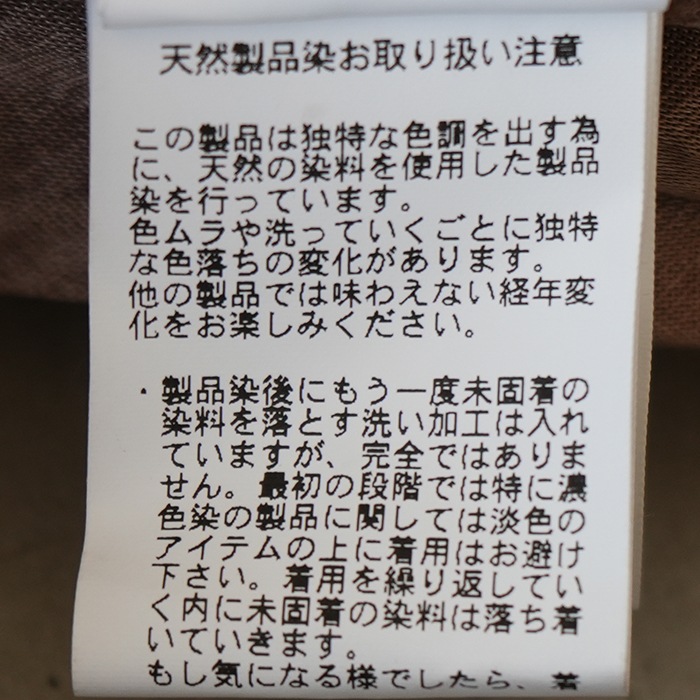 天然製品染お取り扱い注意
この製品は独特な色調を出す為
に、天然の染料を使用した製品
染を行っています。
色ムラや洗っていくごとに独特
な色落ちの変化があります。
他の製品では味わえない経年変
化をお楽しみください。
・製品染後にもう一度未固着の
染料を落とす洗い加工は入れ
ていますが、完全ではありま
せん。最初の段階では特に濃
色染の製品に関しては淡色の
アイテムの上に着用はお避け
下さい。着用を繰り返してい
く内に未固着の染料は落ち着
いていきます。
もし気になる様でしたら、着